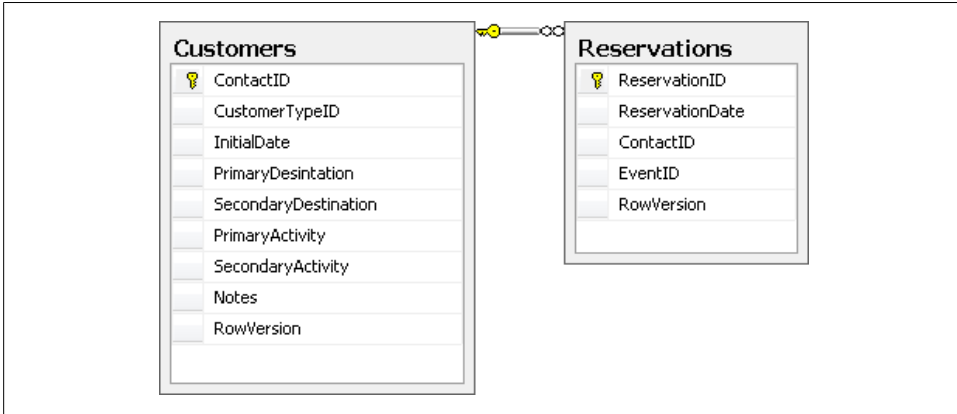 Customers
ContactID
CustomerTypeID
InitialDate
PrimaryDesintation
SecondaryDestination
PrimaryActivity
SecondaryActivity
Notes
RowVersion
Reservations
ReservationID
ReservationDate
ContactID
EventID
RowVersion